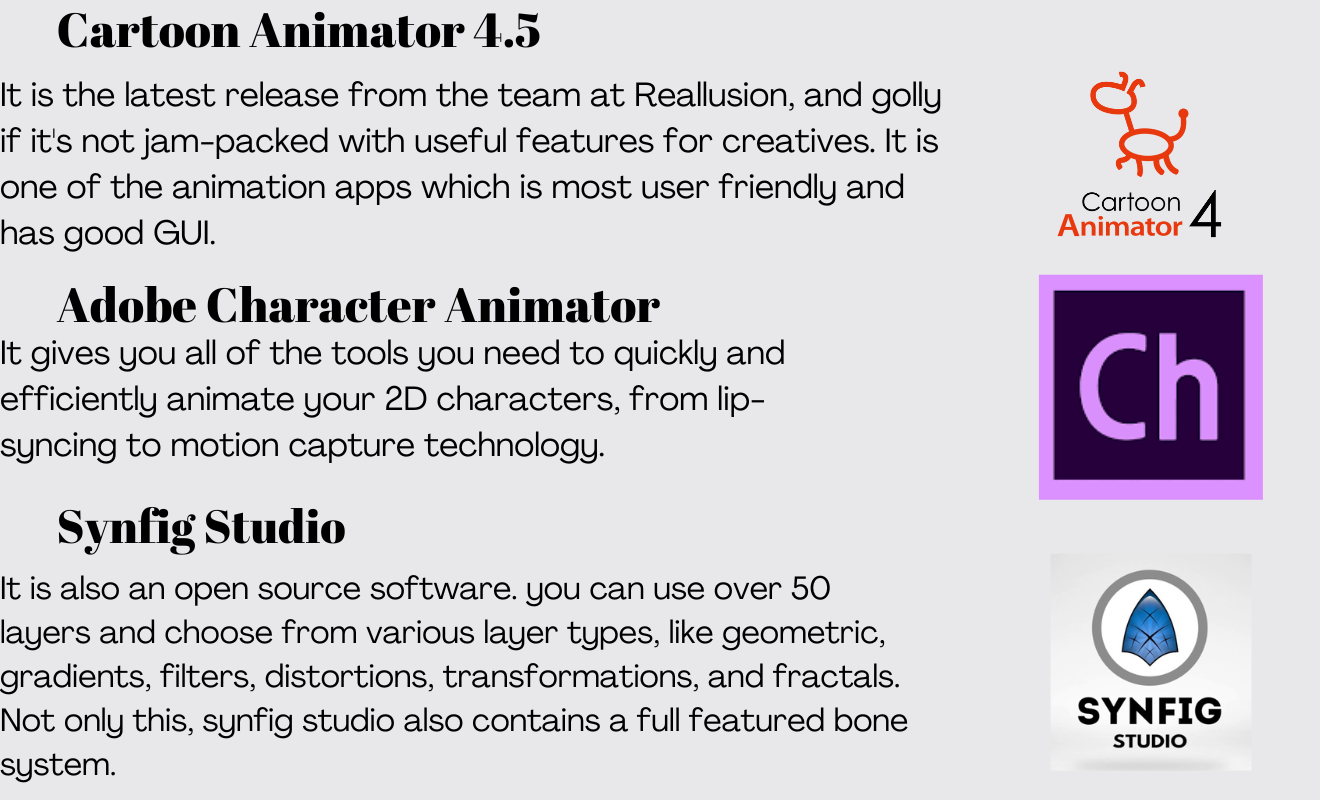 Cartoon Animator 4.5
It is the latest release from the team at Reallusion, and golly
if it's not jam-packed with useful features for creatives. It is
one of the animation apps which is most user friendly and
has good GUI.
Cartoon
Animator 4
Adobe Character Animator
It gives you all of the tools you need to quickly and
efficiently animate your 2D characters, from lip-
syncing to motion capture technology.
Ch
Synfig Studio
It is also an open source software. you can use over 50
layers and choose from various layer types, like geometric,
gradients, filters, distortions, transformations, and fractals.
Not only this, synfig studio also contains a full featured bone
system.
SYNFIG
STUDIO